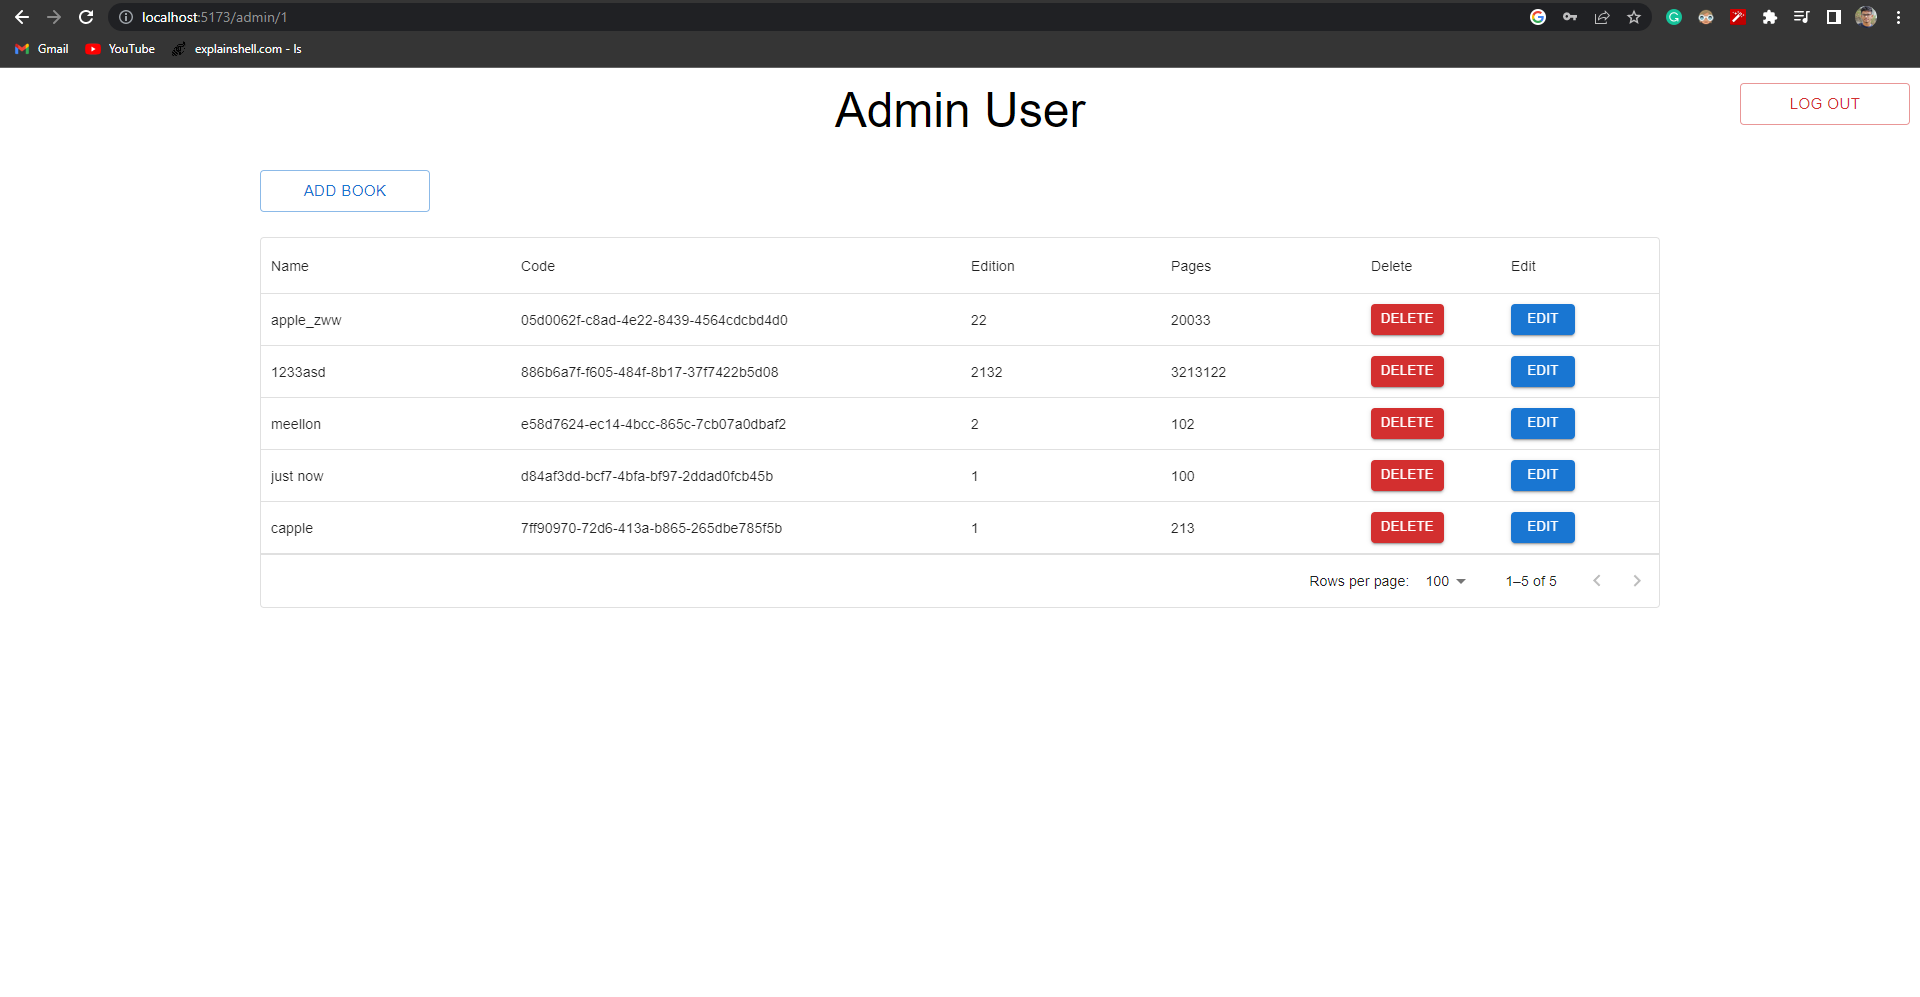 localhost:5173/admin/1
Gmail YouTube explainshell.com - ls
Admin User
LOG OUT
ADD BOOK
Name Code Edition Pages Delete Edit
apple_zww 05d0062f-c8ad-4e22-8439-4564cdcbd4d0 22 20033 DELETE EDIT
1233asd 886b6a7f-f605-484f-8b17-37f7422b5d08 2132 3213122 DELETE EDIT
meellon e58d7624-ec14-4bcc-865c-7cb07a0dbaf2 2 102 DELETE EDIT
just now d84af3dd-bcf7-4bfa-bf97-2ddad0fcb45b 1 100 DELETE EDIT
capple 7ff90970-72d6-413a-b865-265dbe785f5b 1 213 DELETE EDIT
Rows per page: 100 1–5 of 5